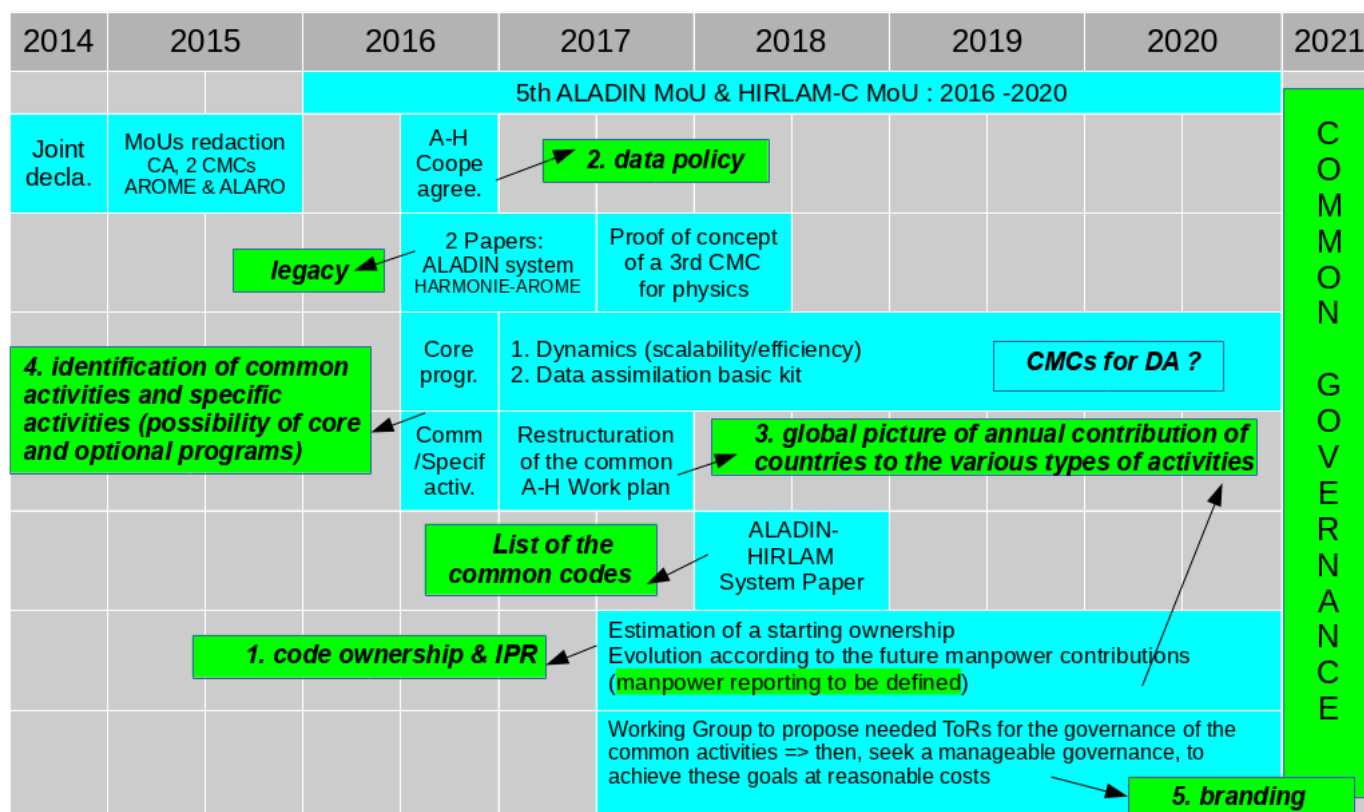 2014 2015 2016 2017 2018 2019 2020 2021
5th ALADIN MoU & HIRLAM-C MoU : 2016 -2020
Joint
decla.
MoUs redaction
CA, 2 CMCs
AROME & ALARO
A-H
Coope
agree.
2. data policy
legacy
2 Papers:
ALADIN system
HARMONIE-AROME
Proof of concept
of a 3rd CMC
for physics
4. identification of common
activities and specific
activities (possibility of core
and optional programs)
Core
progr.
1. Dynamics (scalability/efficiency)
2. Data assimilation basic kit
CMCs for DA ?
Comm
/Specif
activ.
Restructuration
of the common
A-H Work plan
3. global picture of annual contribution of
countries to the various types of activities
List of the
common codes
ALADIN-
HIRLAM
System Paper
1. code ownership & IPR
Estimation of a starting ownership
Evolution according to the future manpower contributions
(manpower reporting to be defined)
Working Group to propose needed ToRs for the governance of the
common activities => then, seek a manageable governance, to
achieve these goals at reasonable costs
5. branding
COMMON GOVERNANCE